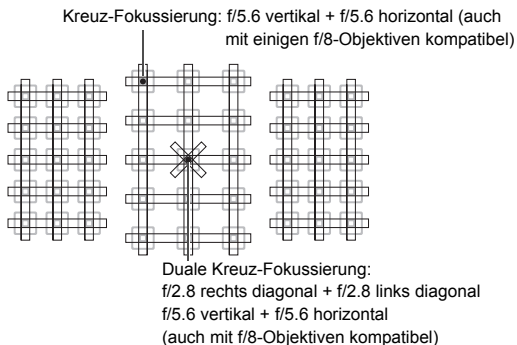 Kreuz-Fokussierung: f/5.6 vertikal + f/5.6 horizontal (auch
mit einigen f/8-Objektiven kompatibel)
Duale Kreuz-Fokussierung:
f/2.8 rechts diagonal + f/2.8 links diagonal
f/5.6 vertikal + f/5.6 horizontal
(auch mit f/8-Objektiven kompatibel)